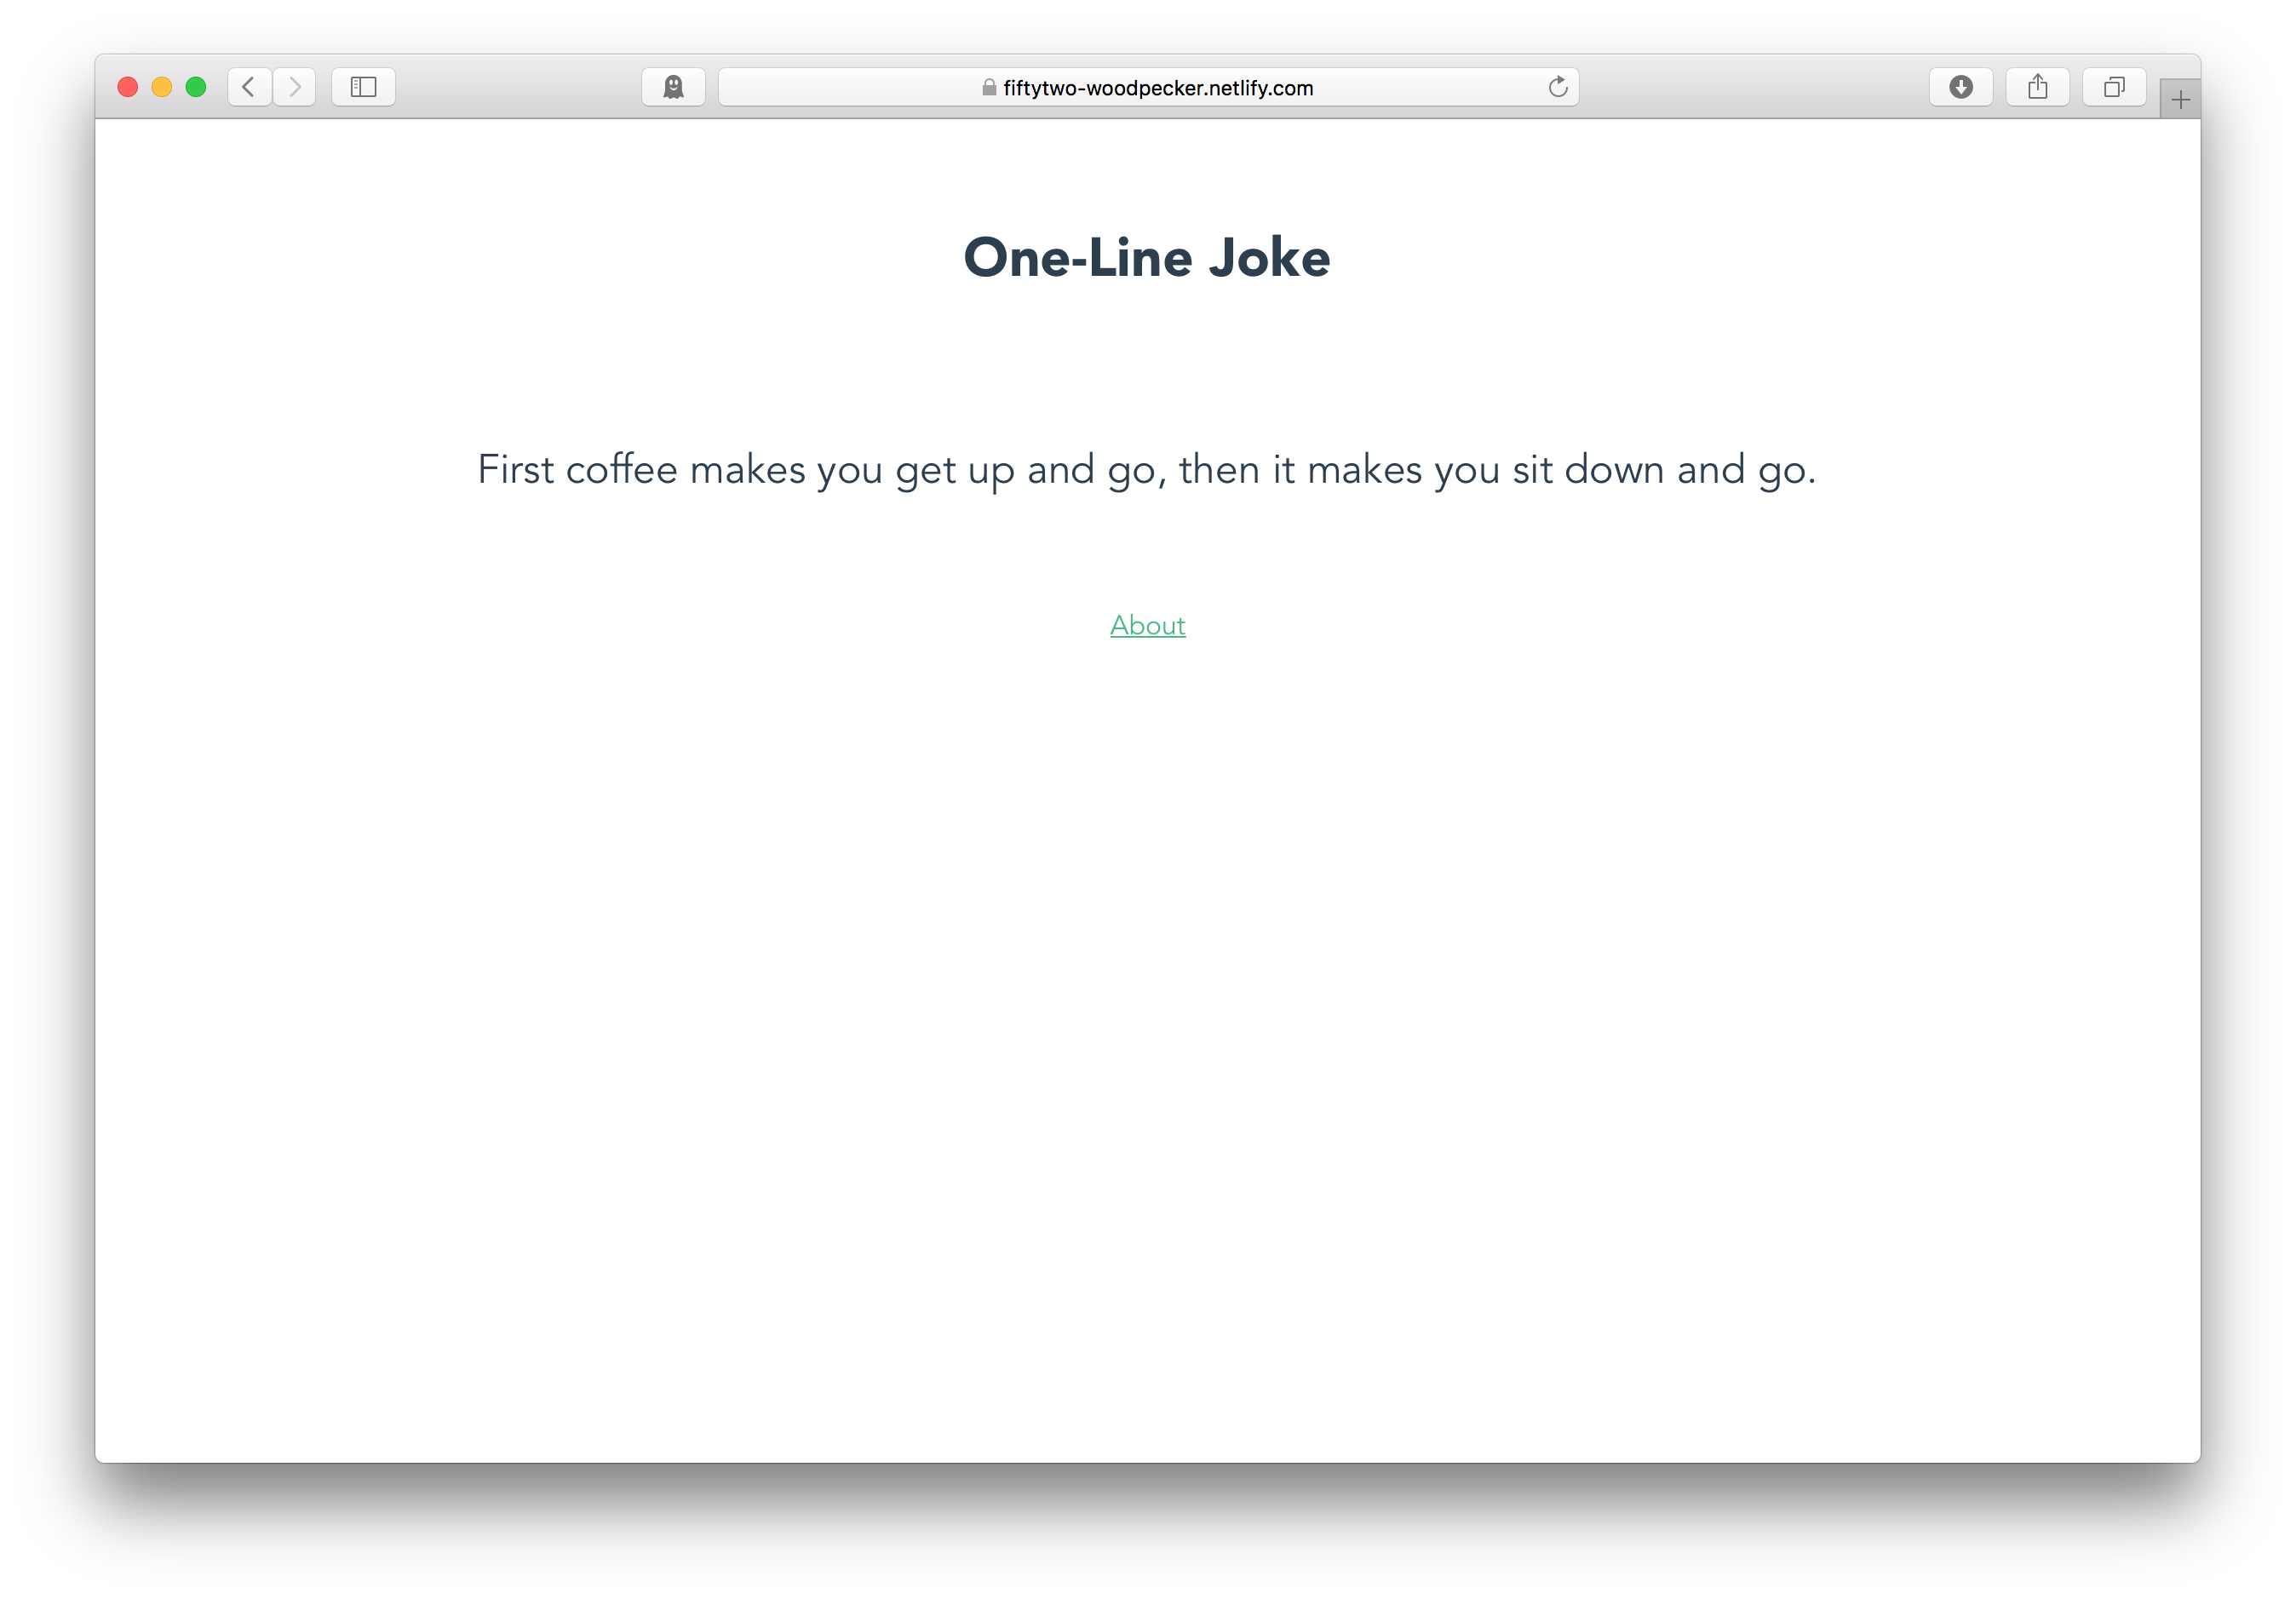 fiftytwo-woodpecker.netlify.com
One-Line Joke
First coffee makes you get up and go, then it makes you sit down and go.
About